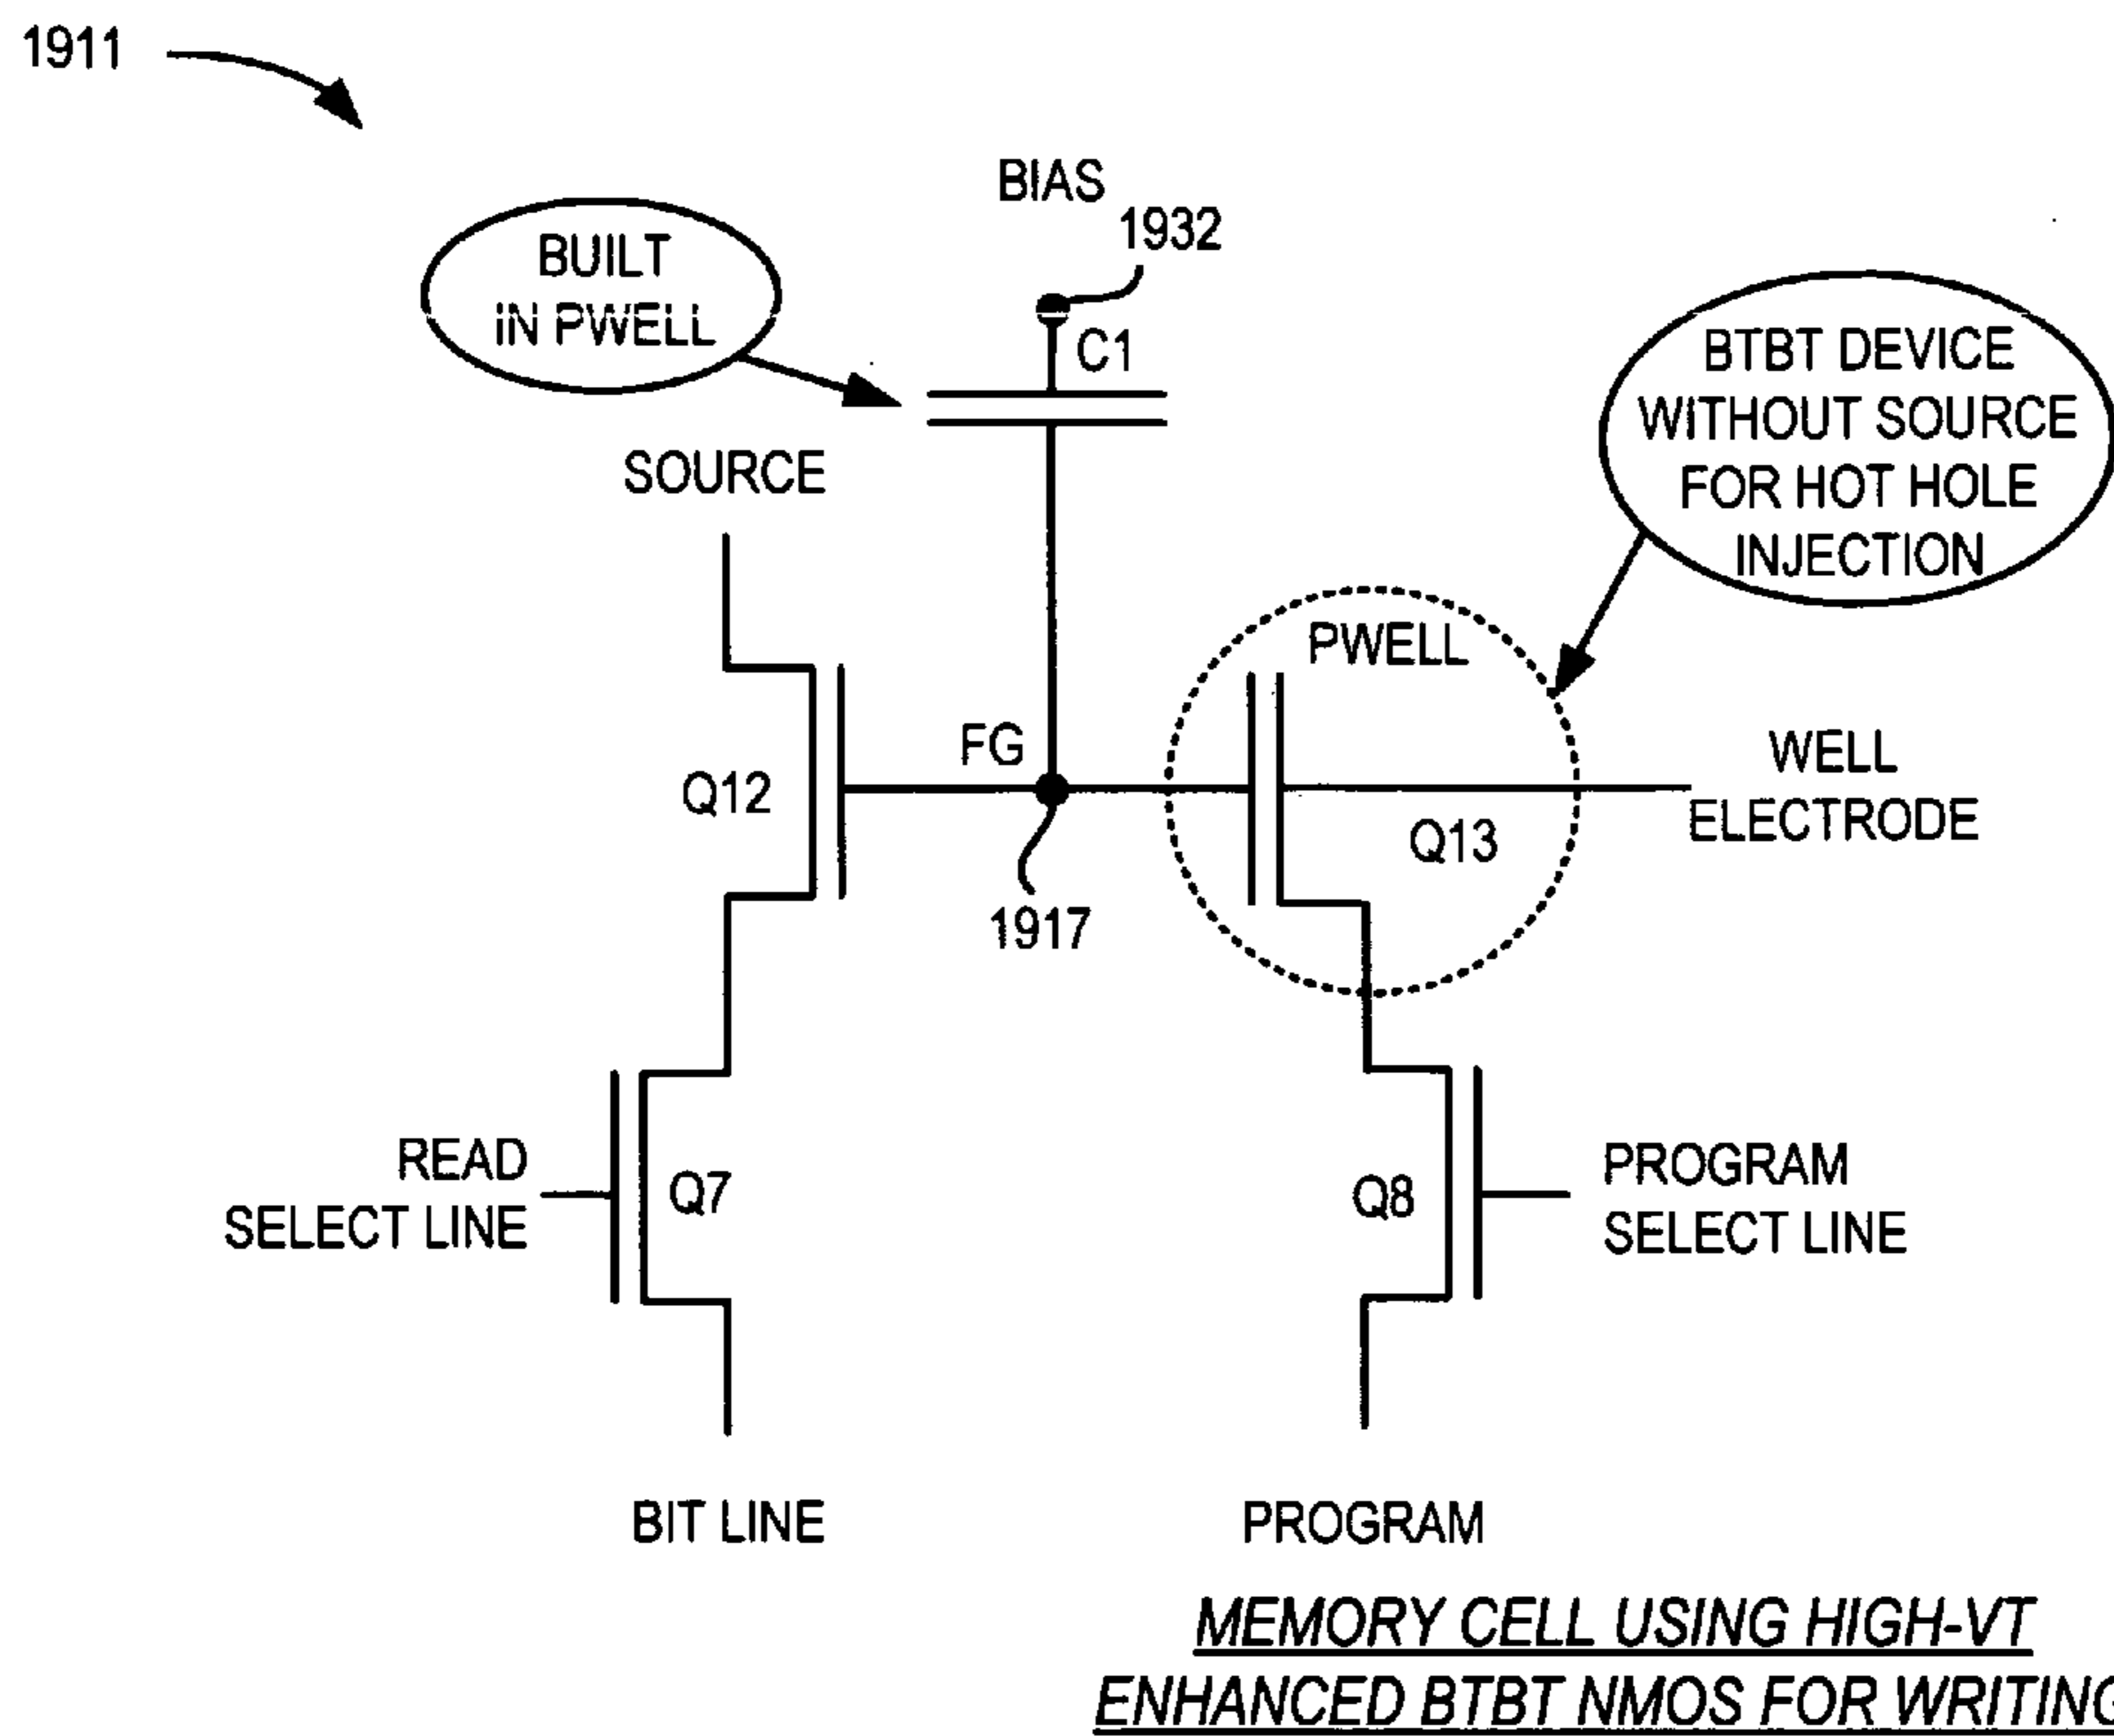 1911
BIAS
1932
BUILT
IN PWELL
C1
BTBT DEVICE
WITHOUT SOURCE
FOR HOT HOLE
INJECTION
SOURCE
PWELL
FG
Q12
WELL
ELECTRODE
Q13
1917
READ
SELECT LINE
Q7
Q8
PROGRAM
SELECT LINE
BIT LINE
PROGRAM
MEMORY CELL USING HIGH-VT
ENHANCED BTBT NMOS FOR WRITING